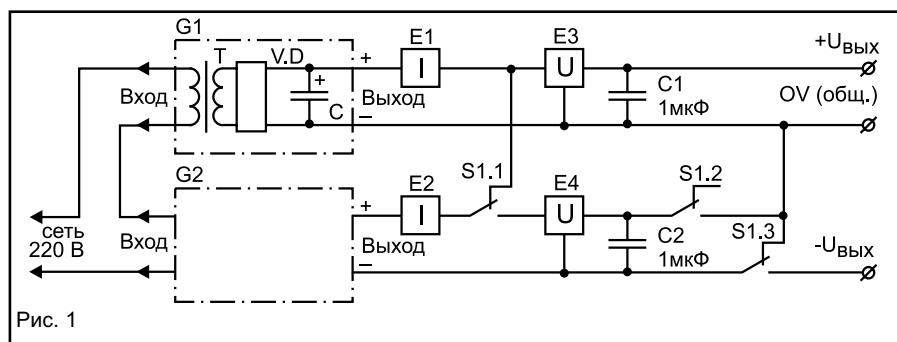 G1
T
V.D
+
C
Вход
+
Выход
–
E1
I
E3
U
C1
1мкФ
+Uвых
OV (общ.)
G2
сеть
220 В
Вход
+
Выход
–
E2
I
S1.1
E4
U
S1.2
C2
1мкФ
S1.3
-Uвых
Рис. 1